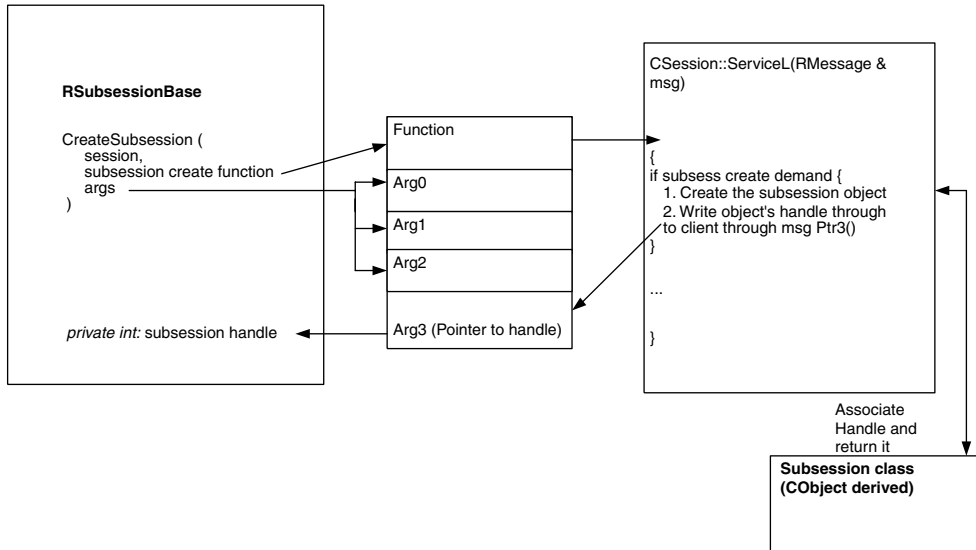 RSubsessionBase
CreateSubsession (
session,
subsession create function
args
)
private int: subsession handle
Function
Arg0
Arg1
Arg2
Arg3 (Pointer to handle)
CSession::ServiceL(RMessage &
msg)
{
if subsess create demand {
1. Create the subsession object
2. Write object's handle through
to client through msg Ptr3()
}
...
}
Associate
Handle and
return it
Subsession class
(CObject derived)